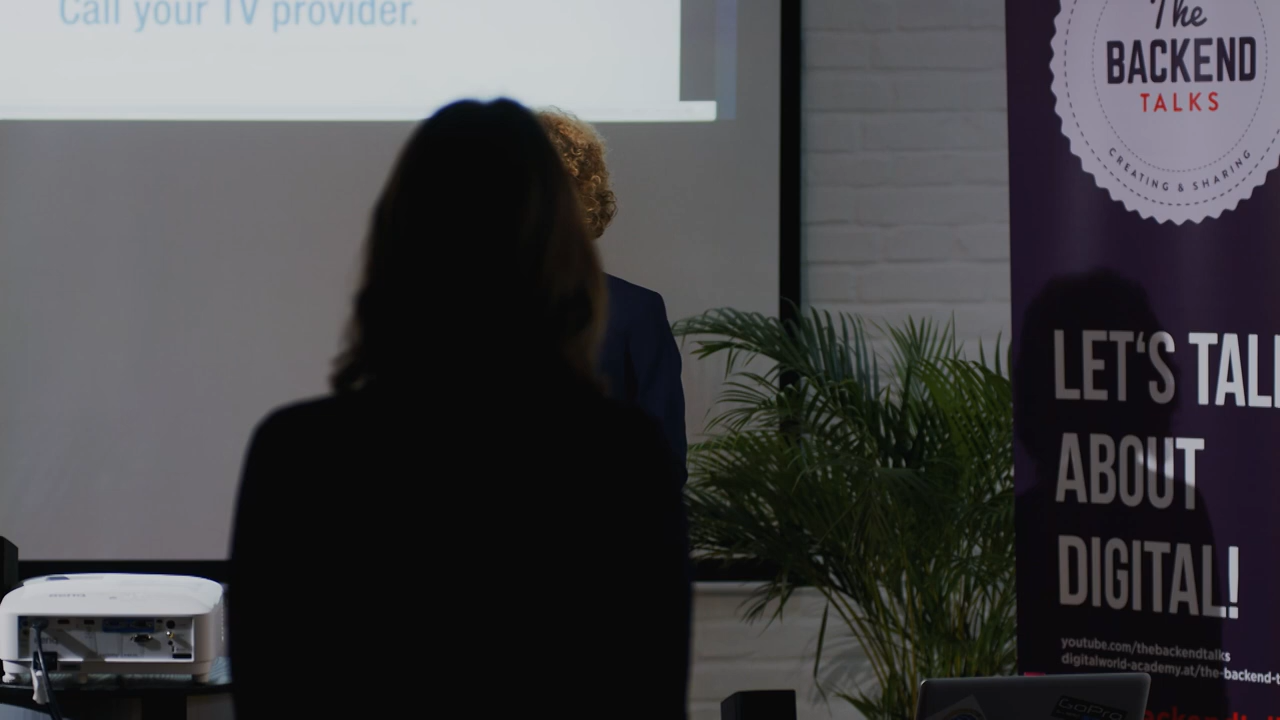 Call your TV provider.
The
BACKEND
TALKS
CREATING & SHARING
LET'S TAL
ABOUT
DIGITAL!
youtube.com/thebackendtalks
digitalworld-academy.at/the-backend-t
GoPro